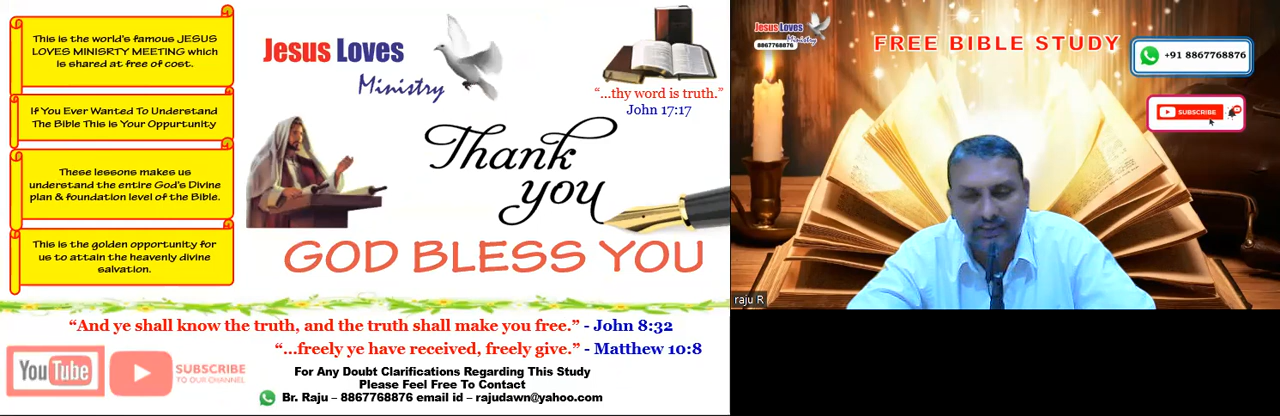 This is the world's famous JESUS
LOVES MINISRTY MEETING which
is shared at free of cost.
If You Ever Wanted To Understand
The Bible This is Your Oppurtunity
These lessons makes us
understand the entire God's Divine
plan & foundation level of the Bible.
This is the golden opportunity for
us to attain the heavenly divine
salvation.
Jesus Loves
Ministry
"...thy word is truth."
John 17:17
Thank
you
GOD BLESS YOU
"And ye shall know the truth, and the truth shall make you free." - John 8:32
"...freely ye have received, freely give." - Matthew 10:8
YouTube
SUBSCRIBE
TO OUR CHANNEL
For Any Doubt Clarifications Regarding This Study
Please Feel Free To Contact
Br. Raju – 8867768876 email id – rajudawn@yahoo.com
Jesus Loves
Ministry
8867768876
FREE BIBLE STUDY
+91 8867768876
SUBSCRIBE
raju R